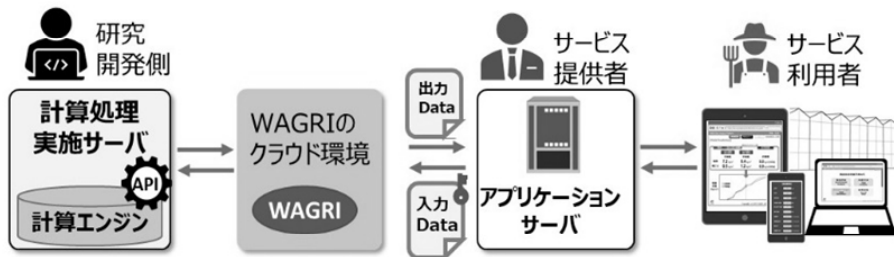 研究
開発側
計算処理
実施サーバ
API
計算エンジン
WAGRIの
クラウド環境
WAGRI
出力
Data
入力
Data
サービス
提供者
アプリケーション
サーバ
サービス
利用者